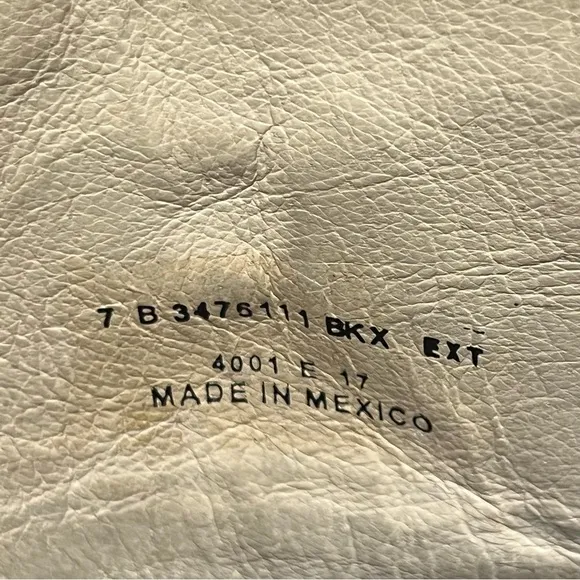 7 B 3476111 BKX EXT
4001 E 17
MADE IN MEXICO